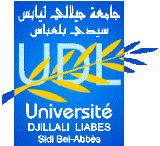 جامعة جيلالي ليابس
سيدي بلعباس
UDL
Université
DJILLALI LIABES
Sidi Bel-Abbès